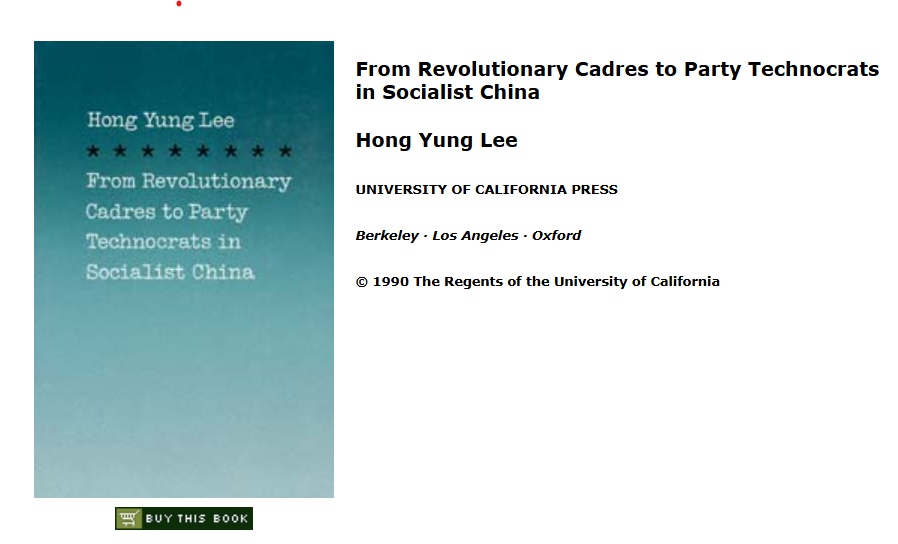 Hong Yung Lee
* * * * * * * *
From Revolutionary
Cadres to Party
Technocrats in
Socialist China
BUY THIS BOOK
From Revolutionary Cadres to Party Technocrats
in Socialist China
Hong Yung Lee
UNIVERSITY OF CALIFORNIA PRESS
Berkeley · Los Angeles · Oxford
© 1990 The Regents of the University of California